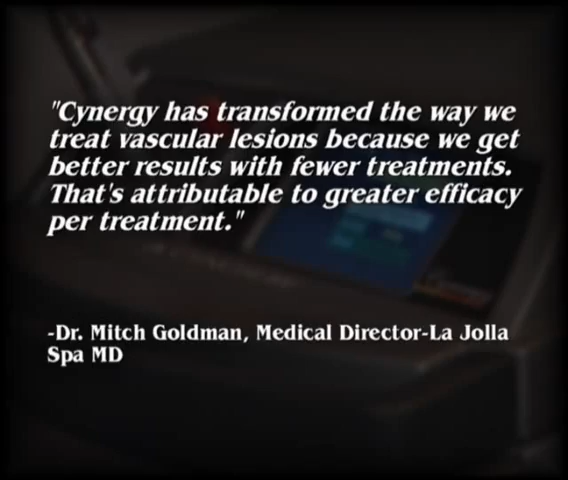 "Cynergy has transformed the way we
treat vascular lesions because we get
better results with fewer treatments.
That's attributable to greater efficacy
per treatment."
-Dr. Mitch Goldman, Medical Director-La Jolla
Spa MD